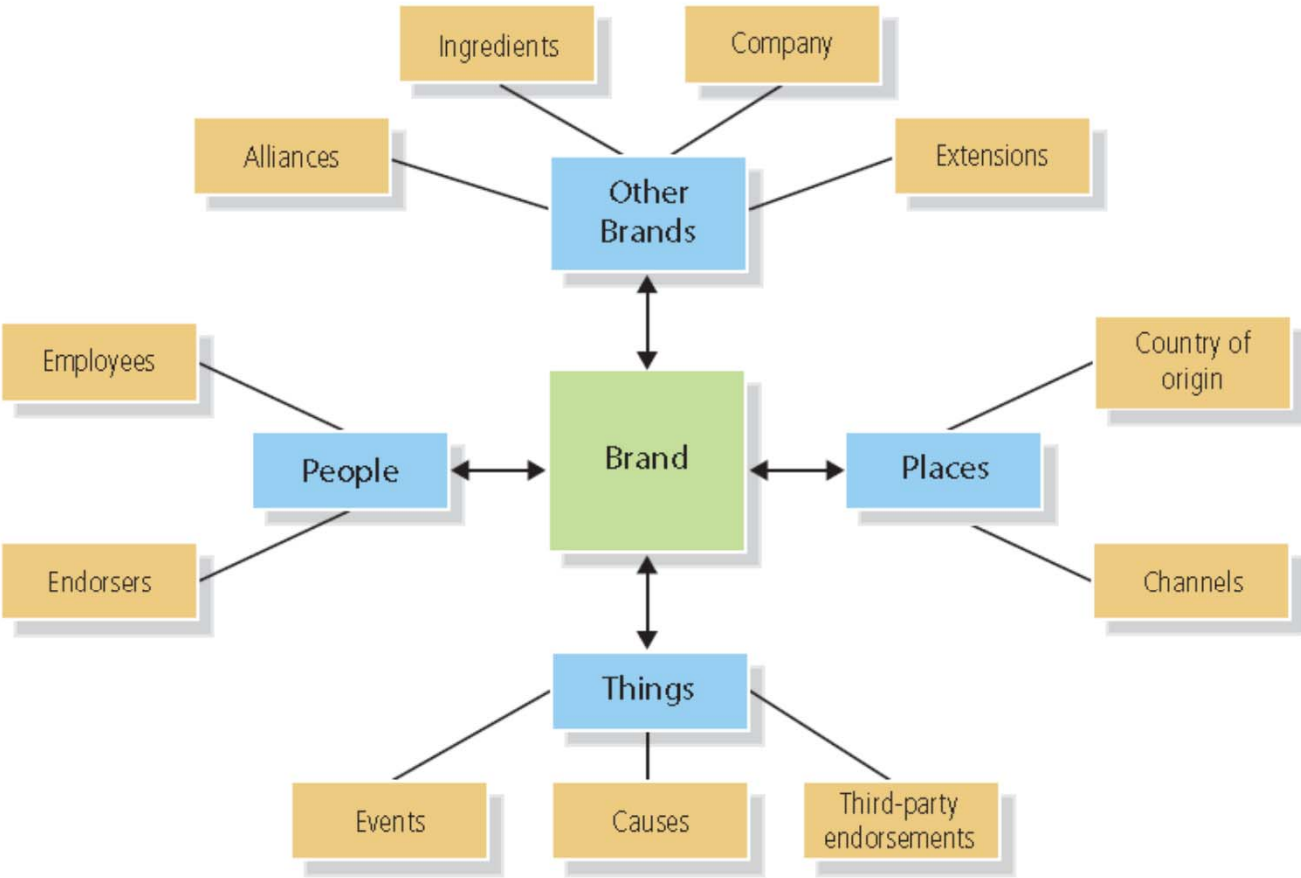 Ingredients
Company
Alliances
Extensions
Other
Brands
Employees
Country of
origin
People
Brand
Places
Endorsers
Channels
Things
Events
Causes
Third-party
endorsements